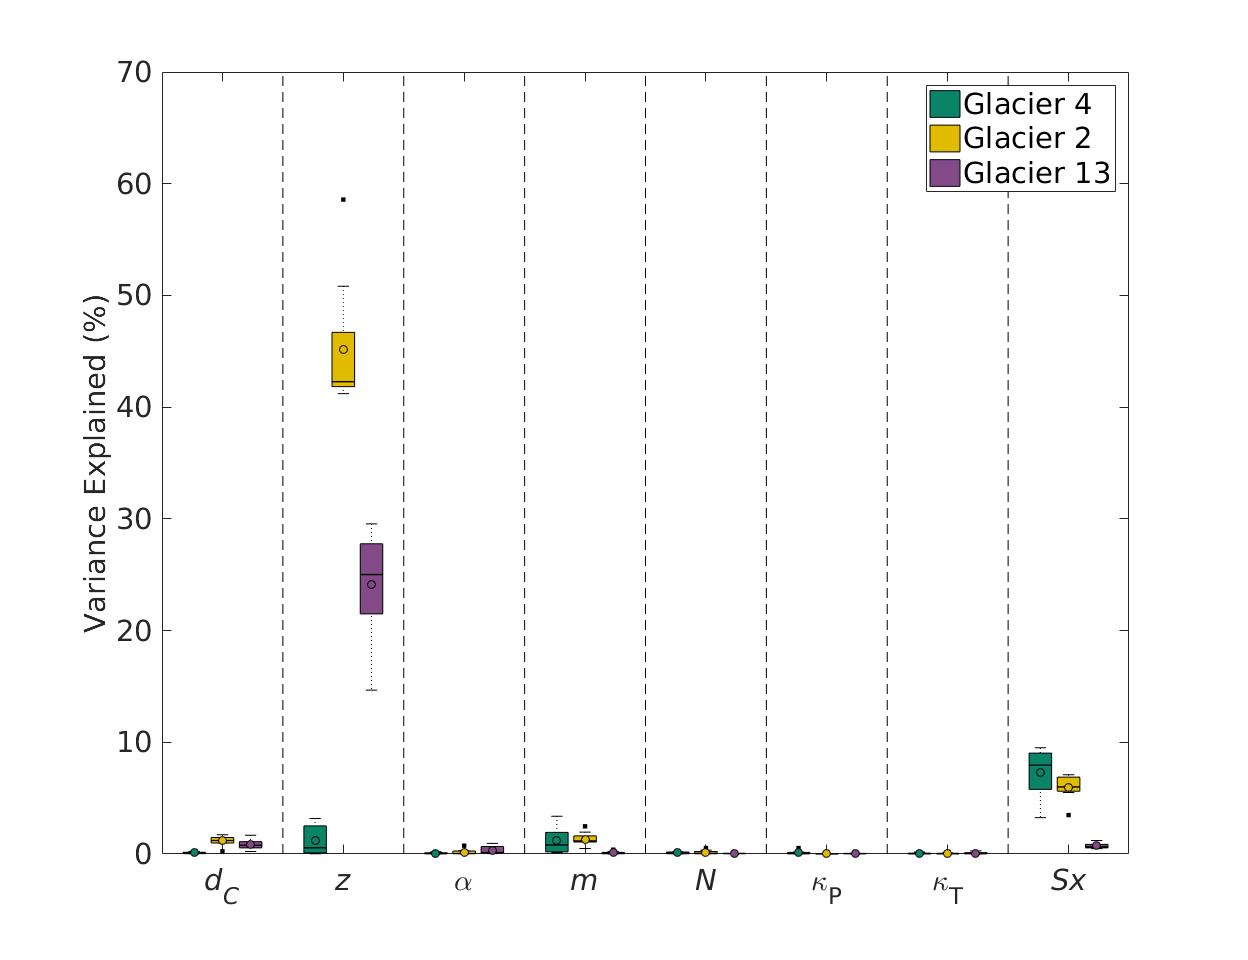 70
60
50
40
30
20
10
0
Variance Explained (%)
Glacier 4
Glacier 2
Glacier 13
d_C
z
α
m
N
κ_P
κ_T
Sx